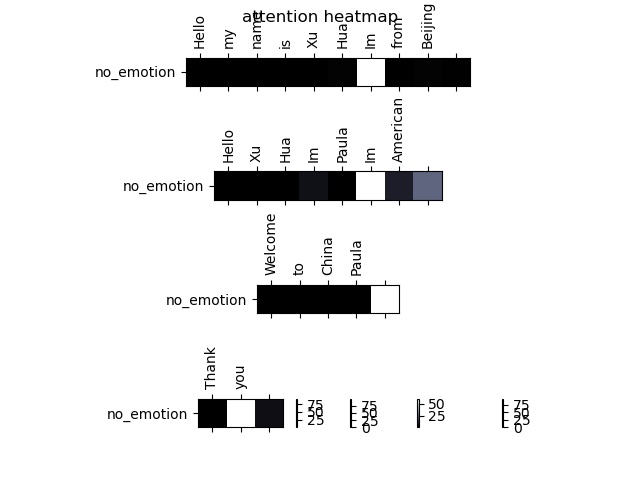 attention heatmap
Hello my name is Xu Hua Im from Beijing
no_emotion
Hello Xu Hua Im Paula Im American
no_emotion
Welcome to China Paula
no_emotion
Thank you
no_emotion
75 50 25
75 50 25 0
50 25
75 50 25 0